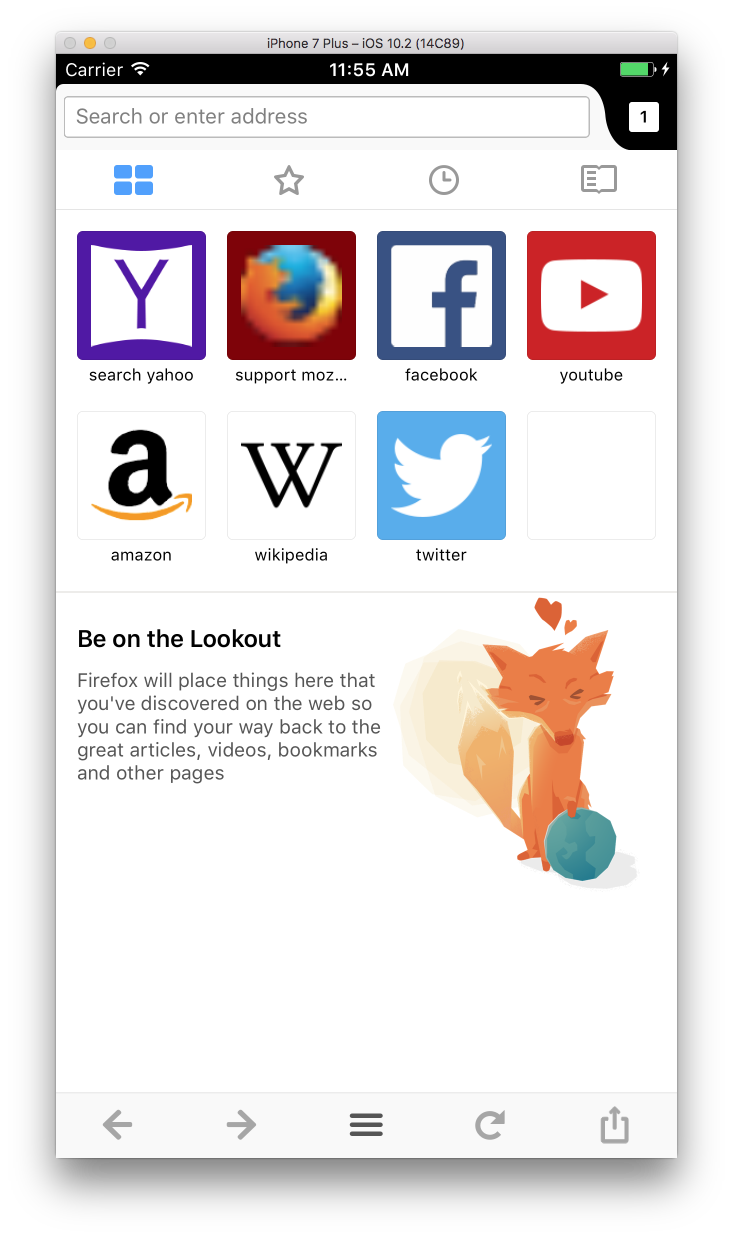 iPhone 7 Plus – iOS 10.2 (14C89)
Carrier 11:55 AM
Search or enter address
1
search yahoo
support moz...
facebook
youtube
amazon
wikipedia
twitter
Be on the Lookout
Firefox will place things here that
you've discovered on the web so
you can find your way back to the
great articles, videos, bookmarks
and other pages